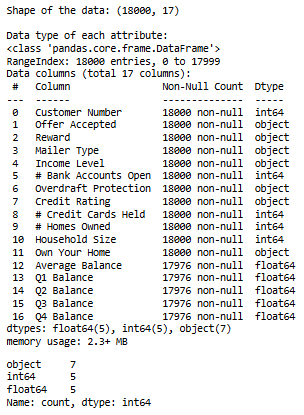 Shape of the data: (18000, 17)
Data type of each attribute:
<class 'pandas.core.frame.DataFrame'>
RangeIndex: 18000 entries, 0 to 17999
Data columns (total 17 columns):
 #   Column                Non-Null Count  Dtype
---  ------                --------------  -----
 0   Customer Number       18000 non-null  int64
 1   Offer Accepted        18000 non-null  object
 2   Reward                18000 non-null  object
 3   Mailer Type           18000 non-null  object
 4   Income Level          18000 non-null  object
 5   # Bank Accounts Open  18000 non-null  int64
 6   Overdraft Protection  18000 non-null  object
 7   Credit Rating         18000 non-null  object
 8   # Credit Cards Held   18000 non-null  int64
 9   # Homes Owned         18000 non-null  int64
 10  Household Size        18000 non-null  int64
 11  Own Your Home         18000 non-null  object
 12  Average Balance       17976 non-null  float64
 13  Q1 Balance            17976 non-null  float64
 14  Q2 Balance            17976 non-null  float64
 15  Q3 Balance            17976 non-null  float64
 16  Q4 Balance            17976 non-null  float64
dtypes: float64(5), int64(5), object(7)
memory usage: 2.3+ MB
object     7
int64      5
float64    5
Name: count, dtype: int64